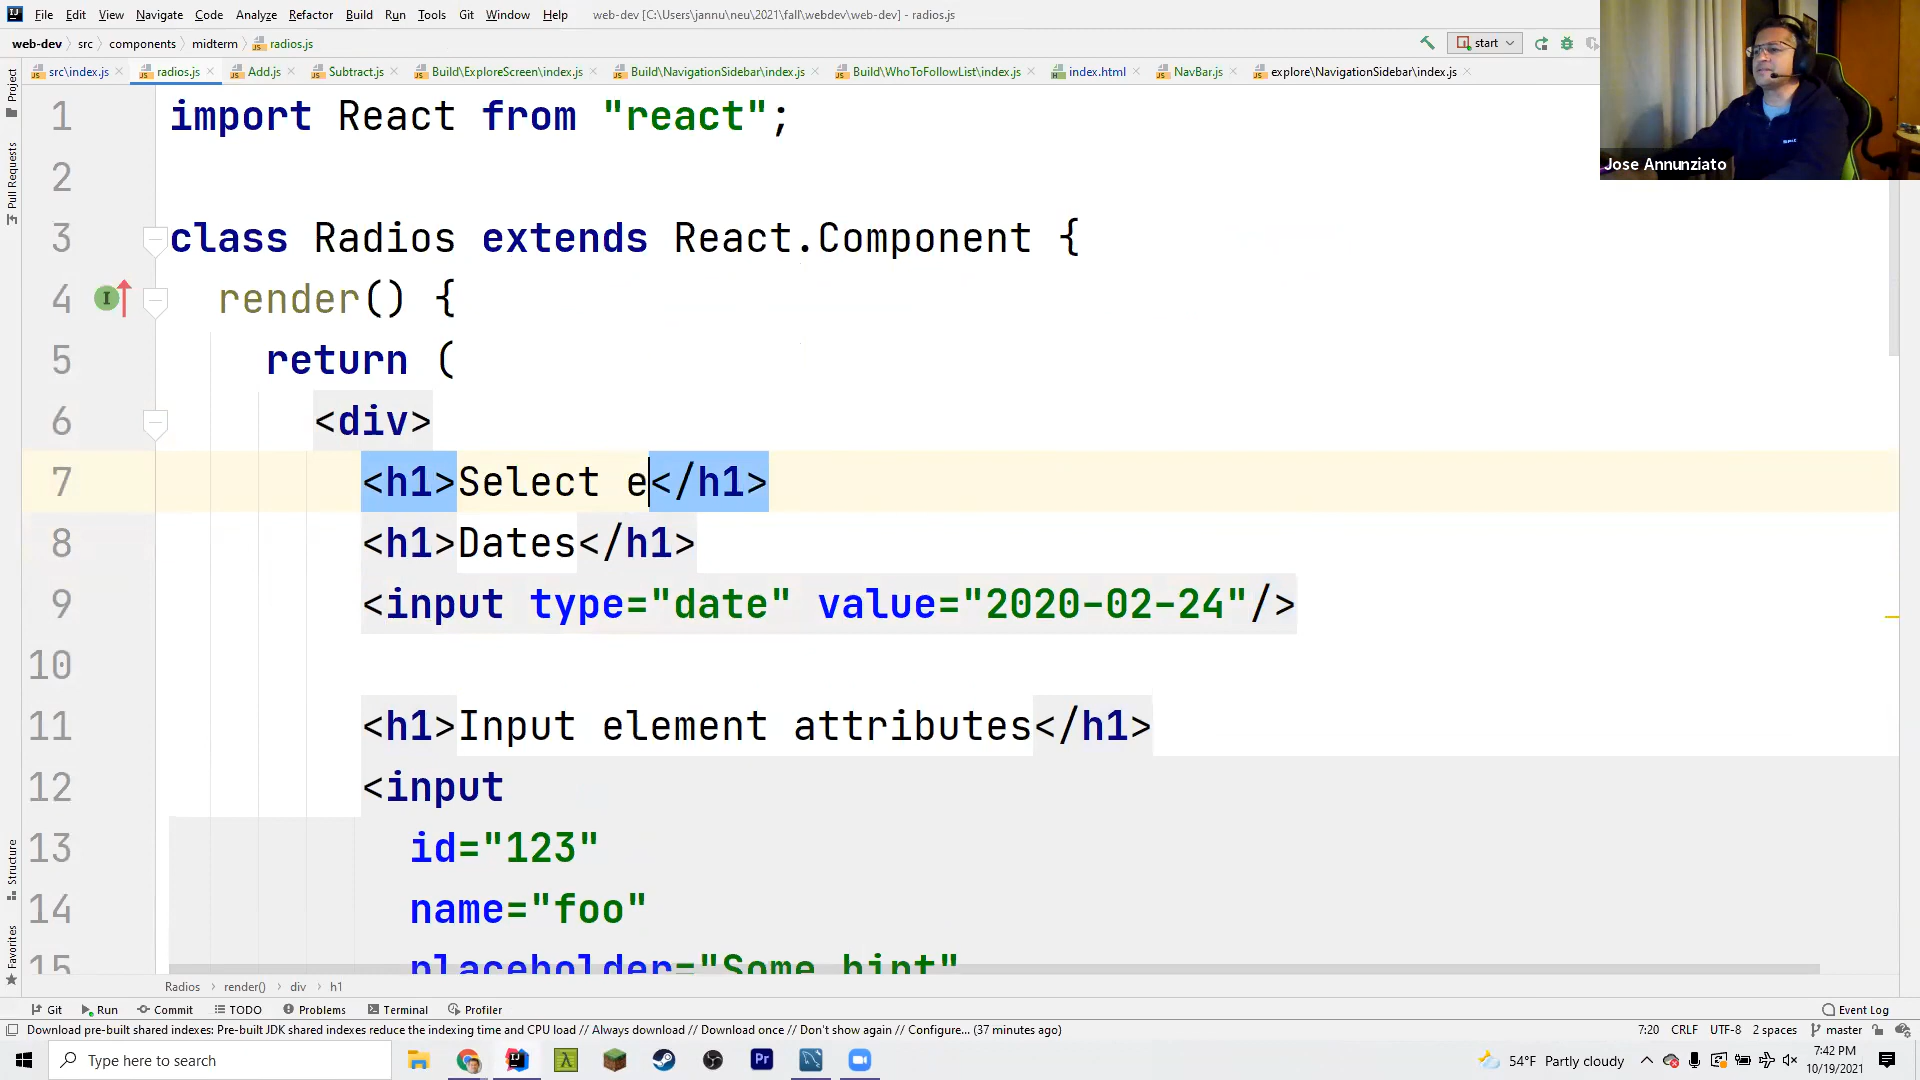 File Edit View Navigate Code Analyze Refactor Build Run Tools Git Window Help web-dev [C:\Users\jannu\neu\2021\fall\webdev\web-dev] - radios.js
web-dev src components midterm radios.js start
src\index.js radios.js Add.js Subtract.js Build\ExploreScreen\index.js Build\NavigationSidebar\index.js Build\WhoToFollowList\index.js index.html NavBar.js explore\NavigationSidebar\index.js
Jose Annunziato
Project
Pull Requests
Structure
Favorites
1 import React from "react";
2
3 class Radios extends React.Component {
4 render() {
5 return (
6 <div>
7 <h1>Select e</h1>
8 <h1>Dates</h1>
9 <input type="date" value="2020-02-24"/>
10
11 <h1>Input element attributes</h1>
12 <input
13 id="123"
14 name="foo"
15 placeholder="Some hint"
Radios render() div h1
Git Run Commit TODO Problems Terminal Profiler Event Log
Download pre-built shared indexes: Pre-built JDK shared indexes reduce the indexing time and CPU load // Always download // Download once // Don't show again // Configure... (37 minutes ago) 7:20 CRLF UTF-8 2 spaces master
Type here to search 54°F Partly cloudy 7:42 PM
10/19/2021